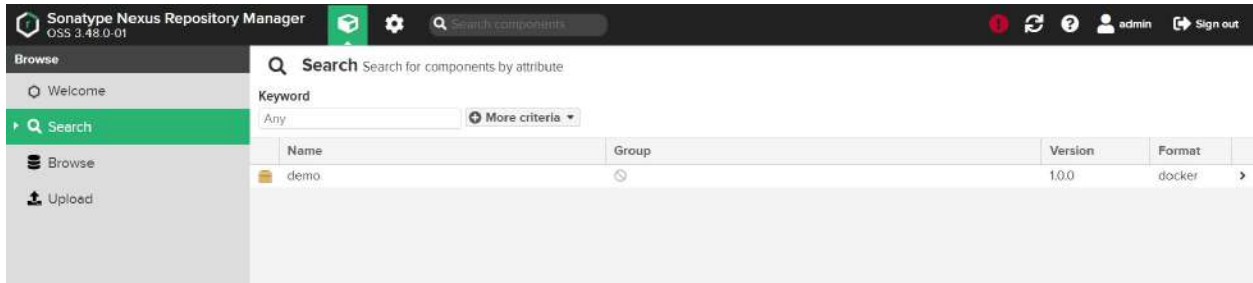 Sonatype Nexus Repository Manager
OSS 3.48.0-01
Search components
admin
Sign out
Browse
Welcome
Search
Browse
Upload
Search Search for components by attribute
Keyword
Any
More criteria
Name Group Version Format
demo 1.0.0 docker